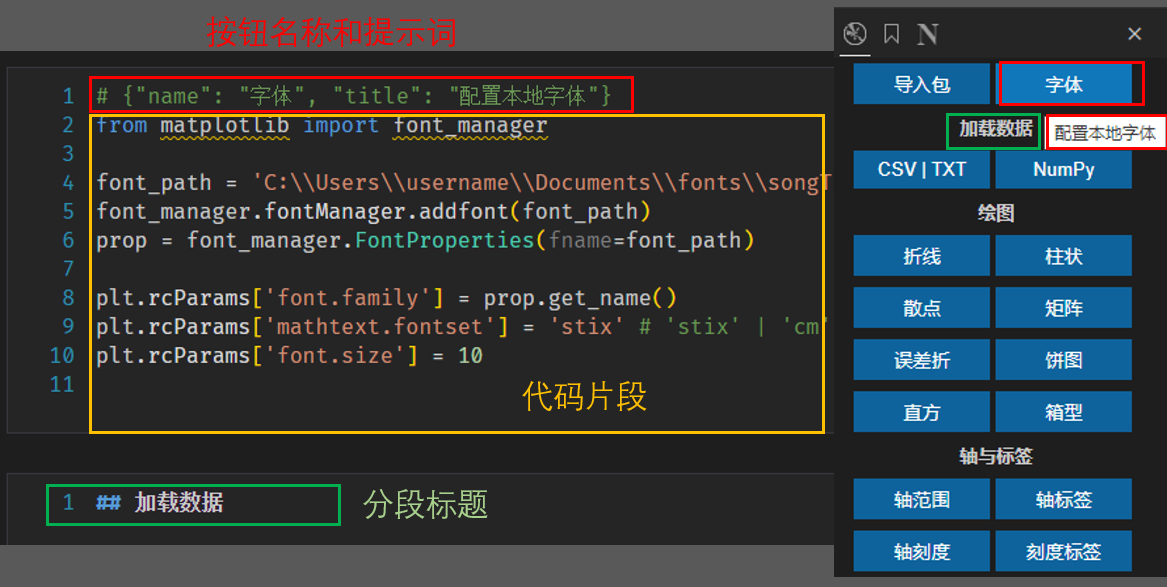 按钮名称和提示词
1 # {"name": "字体", "title": "配置本地字体"}
2 from matplotlib import font_manager
3
4 font_path = 'C:\\Users\\username\\Documents\\fonts\\songT
5 font_manager.fontManager.addfont(font_path)
6 prop = font_manager.FontProperties(fname=font_path)
7
8 plt.rcParams['font.family'] = prop.get_name()
9 plt.rcParams['mathtext.fontset'] = 'stix' # 'stix' | 'cm'
10 plt.rcParams['font.size'] = 10
11
代码片段
1 ## 加载数据
分段标题
N ×
导入包 字体
加载数据 配置本地字体
CSV | TXT NumPy
绘图
折线 柱状
散点 矩阵
误差折 饼图
直方 箱型
轴与标签
轴范围 轴标签
轴刻度 刻度标签